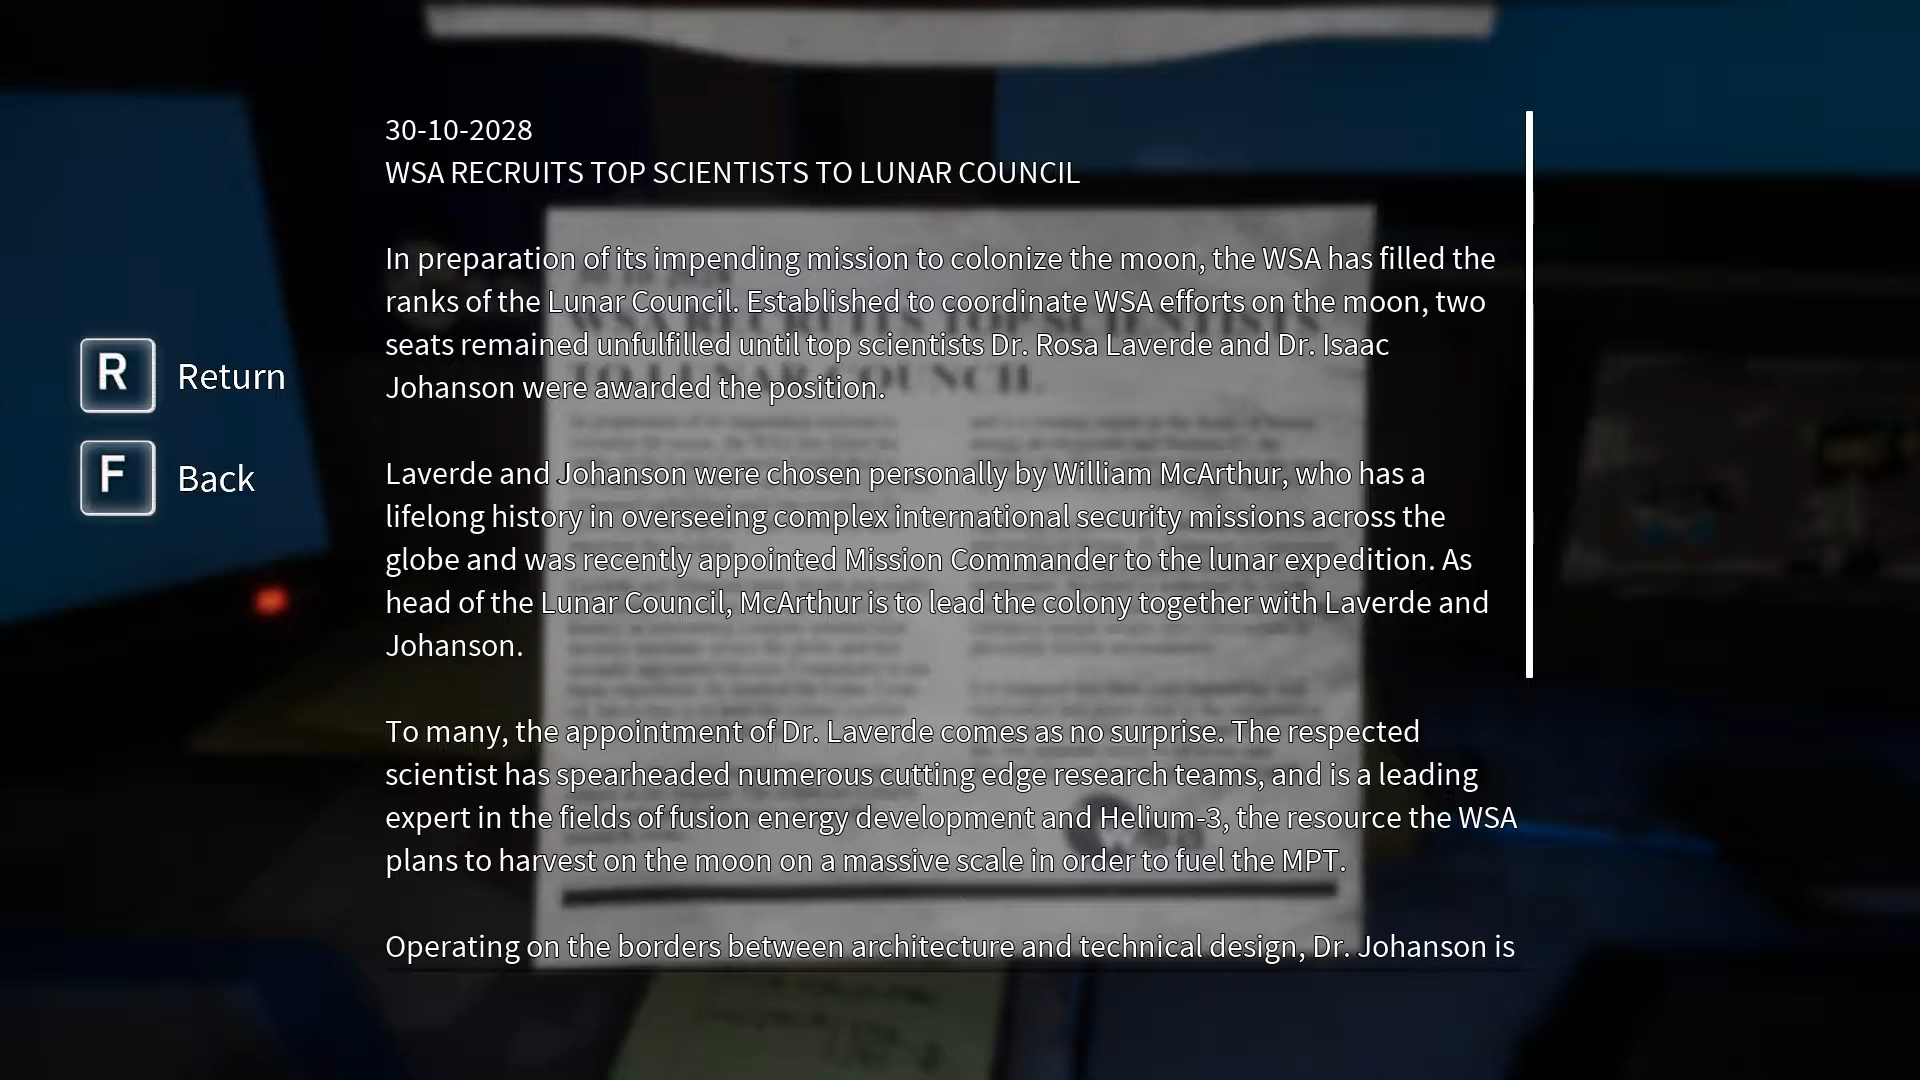 30-10-2028
WSA RECRUITS TOP SCIENTISTS TO LUNAR COUNCIL
In preparation of its impending mission to colonize the moon, the WSA has filled the
ranks of the Lunar Council. Established to coordinate WSA efforts on the moon, two
seats remained unfulfilled until top scientists Dr. Rosa Laverde and Dr. Isaac
Johanson were awarded the position.
Laverde and Johanson were chosen personally by William McArthur, who has a
lifelong history in overseeing complex international security missions across the
globe and was recently appointed Mission Commander to the lunar expedition. As
head of the Lunar Council, McArthur is to lead the colony together with Laverde and
Johanson.
To many, the appointment of Dr. Laverde comes as no surprise. The respected
scientist has spearheaded numerous cutting edge research teams, and is a leading
expert in the fields of fusion energy development and Helium-3, the resource the WSA
plans to harvest on the moon on a massive scale in order to fuel the MPT.
Operating on the borders between architecture and technical design, Dr. Johanson is
R Return
F Back